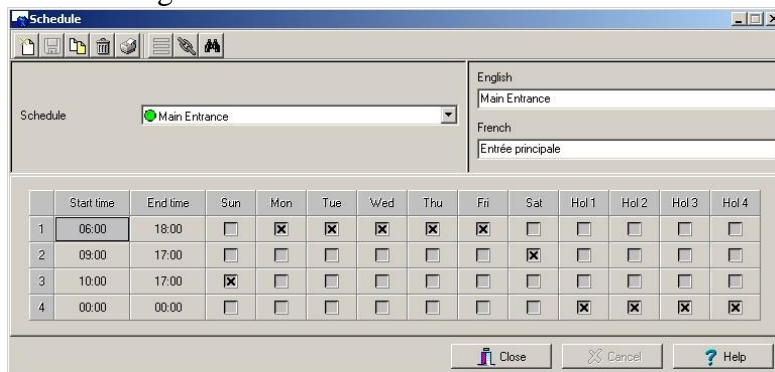 Schedule
English
Main Entrance
Schedule
Main Entrance
French
Entrée principale
Start time End time Sun Mon Tue Wed Thu Fri Sat Hol 1 Hol 2 Hol 3 Hol 4
1 06:00 18:00
2 09:00 17:00
3 10:00 17:00
4 00:00 00:00
Close Cancel ? Help